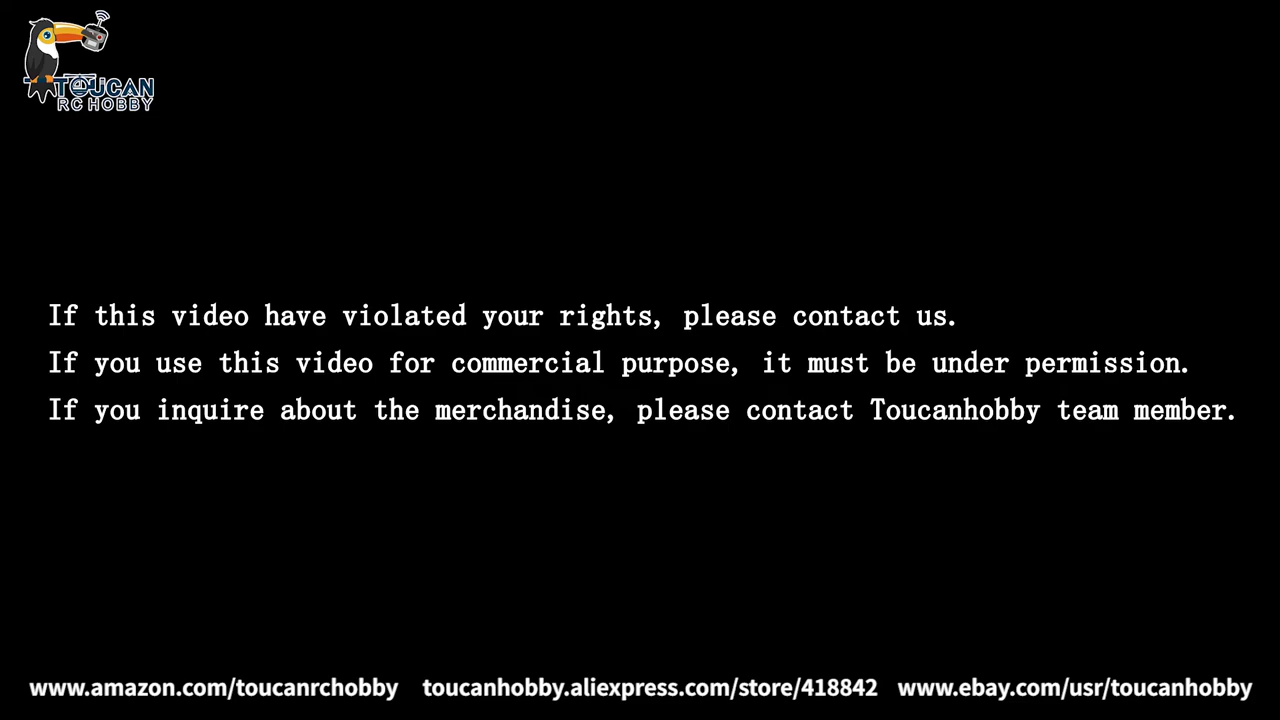 TOUCAN
RC HOBBY
If this video have violated your rights, please contact us.
If you use this video for commercial purpose, it must be under permission.
If you inquire about the merchandise, please contact Toucanhobby team member.
www.amazon.com/toucanrchobby toucanhobby.aliexpress.com/store/418842 www.ebay.com/usr/toucanhobby